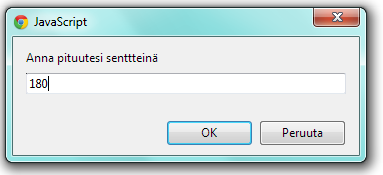 JavaScript
Anna pituutesi senttteinä
180
OK
Peruuta